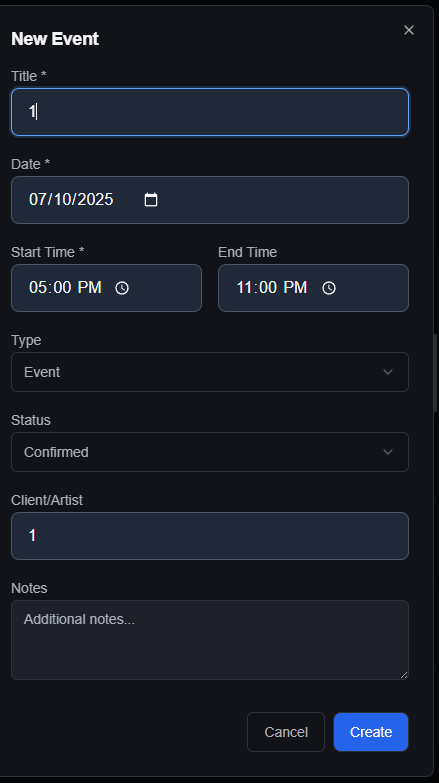 New Event
Title *
1
Date *
07/10/2025
Start Time * End Time
05:00 PM 11:00 PM
Type
Event
Status
Confirmed
Client/Artist
1
Notes
Additional notes...
Cancel Create